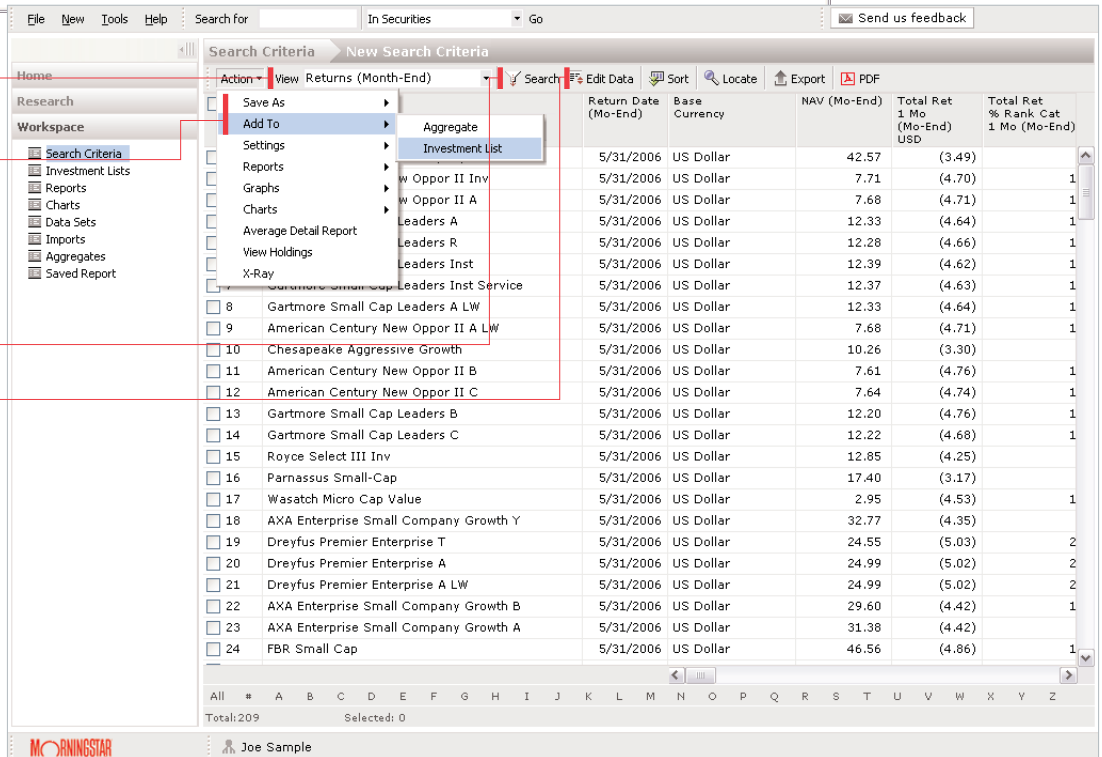 File New Tools Help Search for In Securities Go Send us feedback
Search Criteria New Search Criteria
Home
Research
Workspace
Search Criteria
Investment Lists
Reports
Charts
Data Sets
Imports
Aggregates
Saved Report
Action View Returns (Month-End) Search Edit Data Sort Locate Export PDF
Save As
Add To
Settings
Reports
Graphs
Charts
Average Detail Report
View Holdings
X-Ray
Aggregate
Investment List
Return Date (Mo-End) Base Currency NAV (Mo-End) Total Ret 1 Mo (Mo-End) USD Total Ret % Rank Cat 1 Mo (Mo-End)
5/31/2006 US Dollar 42.57 (3.49)
w Oppor II Inv 5/31/2006 US Dollar 7.71 (4.70) 1
w Oppor II A 5/31/2006 US Dollar 7.68 (4.71) 1
Leaders A 5/31/2006 US Dollar 12.33 (4.64) 1
Leaders R 5/31/2006 US Dollar 12.28 (4.66) 1
Leaders Inst 5/31/2006 US Dollar 12.39 (4.62) 1
7 Gartmore Small Cap Leaders Inst Service 5/31/2006 US Dollar 12.37 (4.63) 1
8 Gartmore Small Cap Leaders A LW 5/31/2006 US Dollar 12.33 (4.64) 1
9 American Century New Oppor II A LW 5/31/2006 US Dollar 7.68 (4.71) 1
10 Chesapeake Aggressive Growth 5/31/2006 US Dollar 10.26 (3.30)
11 American Century New Oppor II B 5/31/2006 US Dollar 7.61 (4.76) 1
12 American Century New Oppor II C 5/31/2006 US Dollar 7.64 (4.74) 1
13 Gartmore Small Cap Leaders B 5/31/2006 US Dollar 12.20 (4.76) 1
14 Gartmore Small Cap Leaders C 5/31/2006 US Dollar 12.22 (4.68) 1
15 Royce Select III Inv 5/31/2006 US Dollar 12.85 (4.25)
16 Parnassus Small-Cap 5/31/2006 US Dollar 17.40 (3.17)
17 Wasatch Micro Cap Value 5/31/2006 US Dollar 2.95 (4.53) 1
18 AXA Enterprise Small Company Growth Y 5/31/2006 US Dollar 32.77 (4.35)
19 Dreyfus Premier Enterprise T 5/31/2006 US Dollar 24.55 (5.03) 2
20 Dreyfus Premier Enterprise A 5/31/2006 US Dollar 24.99 (5.02) 2
21 Dreyfus Premier Enterprise A LW 5/31/2006 US Dollar 24.99 (5.02) 2
22 AXA Enterprise Small Company Growth B 5/31/2006 US Dollar 29.60 (4.42) 1
23 AXA Enterprise Small Company Growth A 5/31/2006 US Dollar 31.38 (4.42)
24 FBR Small Cap 5/31/2006 US Dollar 46.56 (4.86) 1
All # A B C D E F G H I J K L M N O P Q R S T U V W X Y Z
Total:209 Selected: 0
MORNINGSTAR Joe Sample